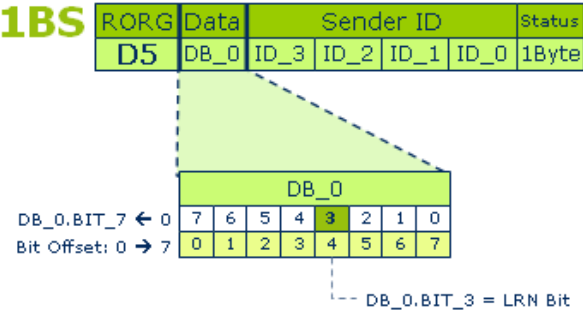 1BS RORG Data Sender ID Status
D5 DB_0 ID_3 ID_2 ID_1 ID_0 1Byte
DB_0
DB_0.BIT_7 ← 0 7 6 5 4 3 2 1 0
Bit Offset: 0 → 7 0 1 2 3 4 5 6 7
DB_0.BIT_3 = LRN Bit